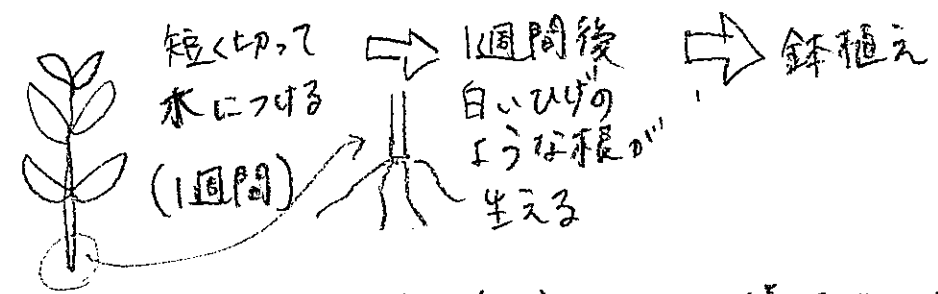 短く切って
水につける
(1週間)
1週間後
白いひげの
ような根が
生える
鉢植え